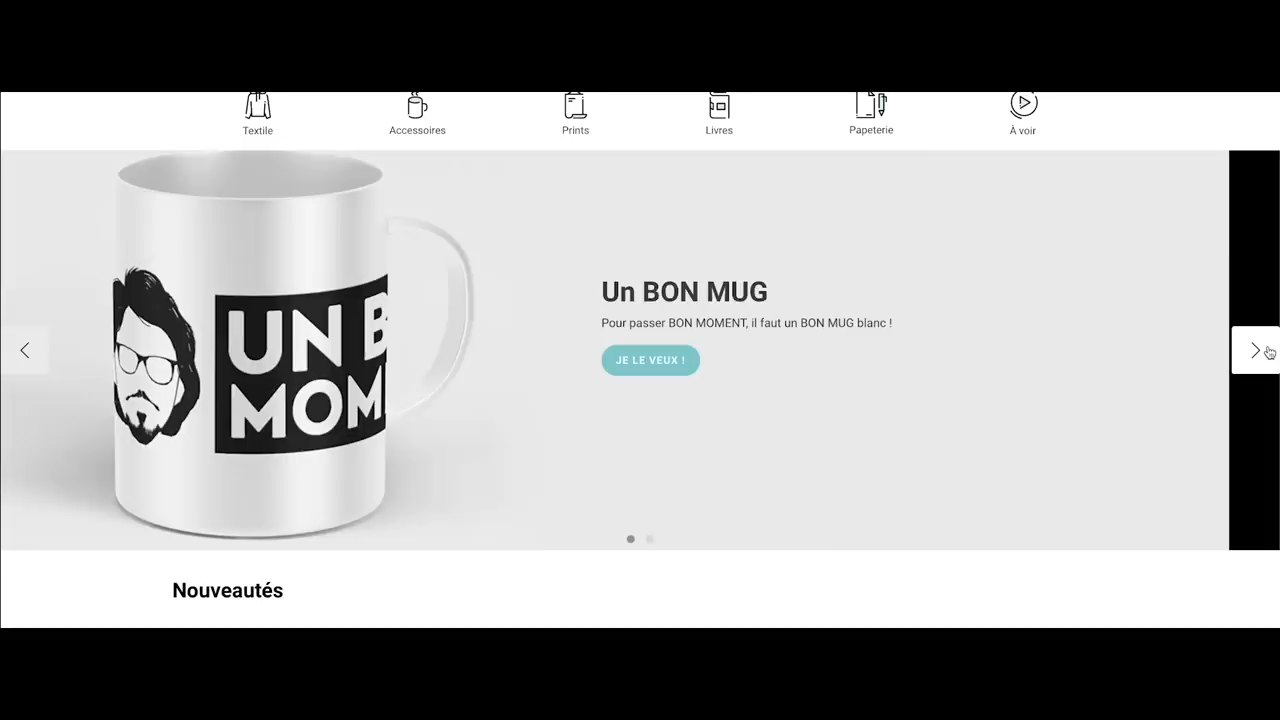 Textile
Accessoires
Prints
Livres
Papeterie
À voir
UN B
MOM
Un BON MUG
Pour passer BON MOMENT, il faut un BON MUG blanc !
JE LE VEUX !
Nouveautés